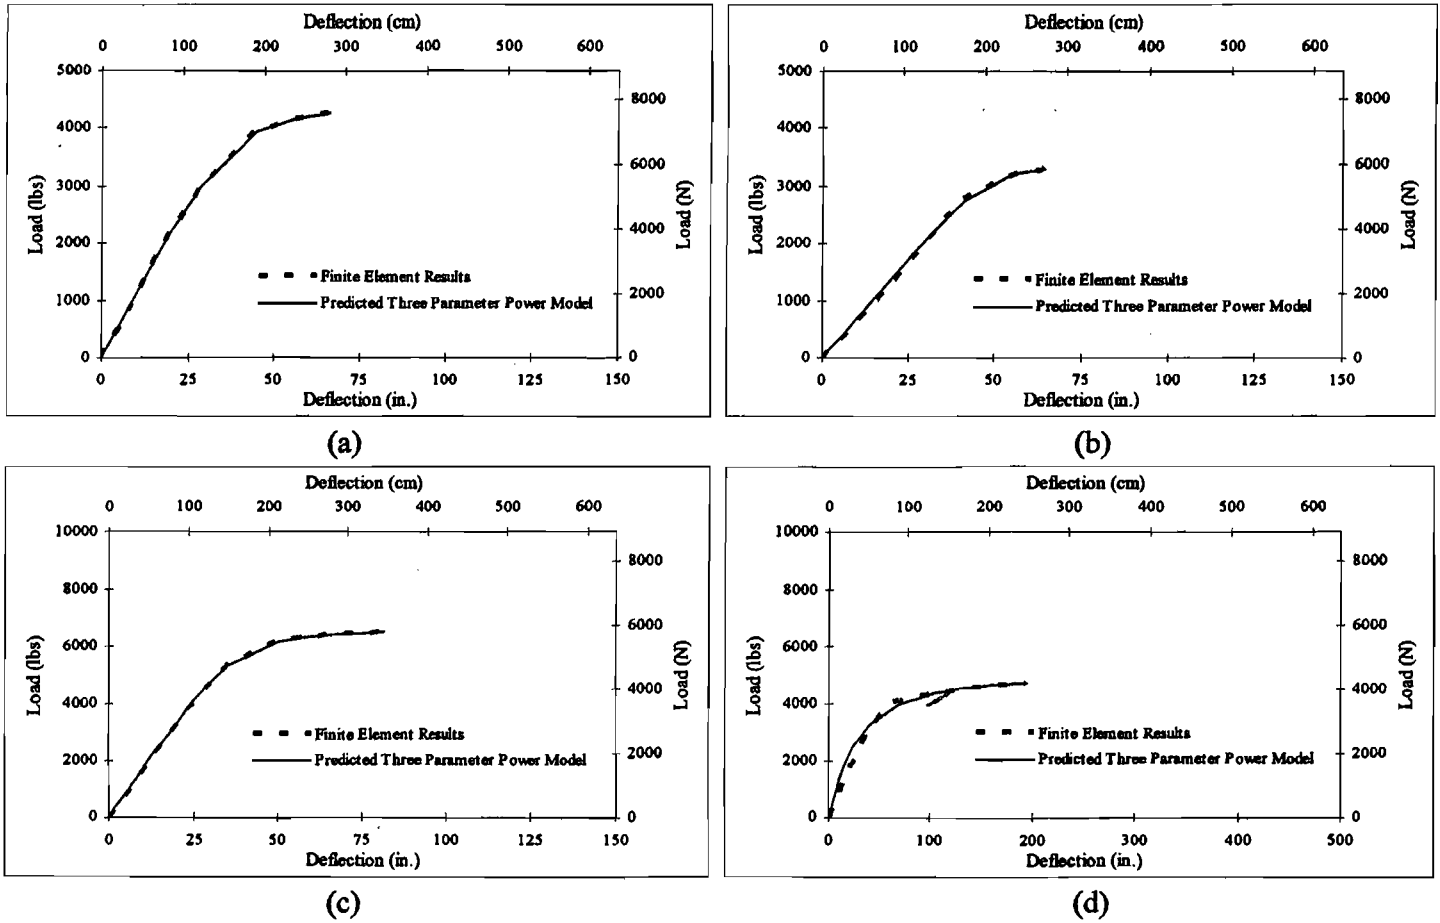 Deflection (cm)
0 100 200 300 400 500 600
5000
4000
3000
2000
1000
0
Load (lbs)
8000
6000
4000
2000
0
Load (N)
Finite Element Results
Predicted Three Parameter Power Model
0 25 50 75 100 125 150
Deflection (in.)
(a)
Deflection (cm)
0 100 200 300 400 500 600
5000
4000
3000
2000
1000
0
Load (lbs)
8000
6000
4000
2000
0
Load (N)
Finite Element Results
Predicted Three Parameter Power Model
0 25 50 75 100 125 150
Deflection (in.)
(b)
Deflection (cm)
0 100 200 300 400 500 600
10000
8000
6000
4000
2000
0
Load (lbs)
8000
6000
4000
2000
0
Load (N)
Finite Element Results
Predicted Three Parameter Power Model
0 25 50 75 100 125 150
Deflection (in.)
(c)
Deflection (cm)
0 100 200 300 400 500 600
10000
8000
6000
4000
2000
0
Load (lbs)
8000
6000
4000
2000
0
Load (N)
Finite Element Results
Predicted Three Parameter Power Model
0 100 200 300 400 500
Deflection (in.)
(d)